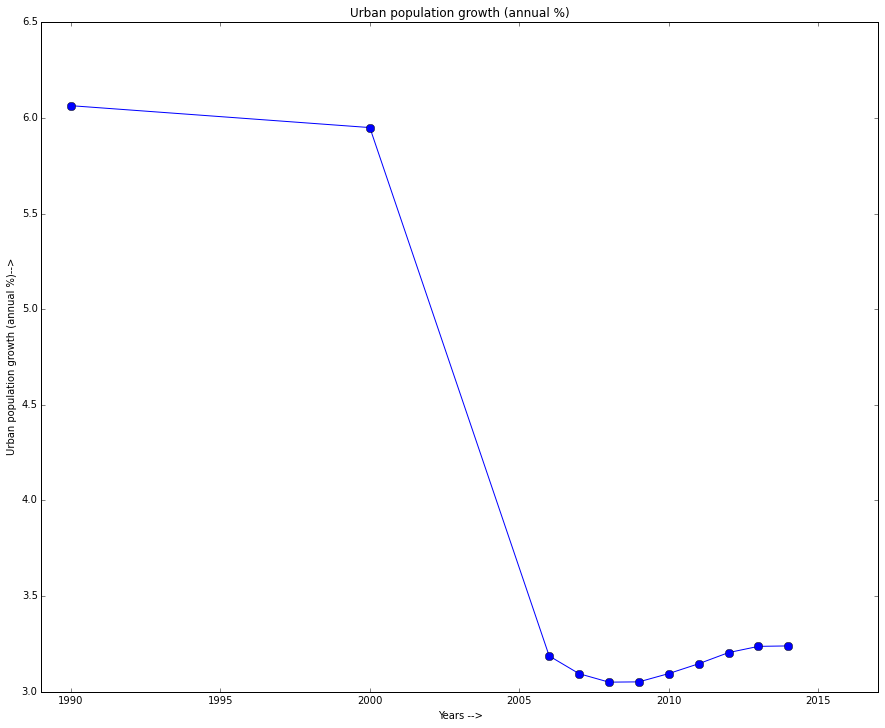 Urban population growth (annual %)
6.5
6.0
5.5
5.0
4.5
4.0
3.5
3.0
Urban population growth (annual %)-->
1990 1995 2000 2005 2010 2015
Years -->